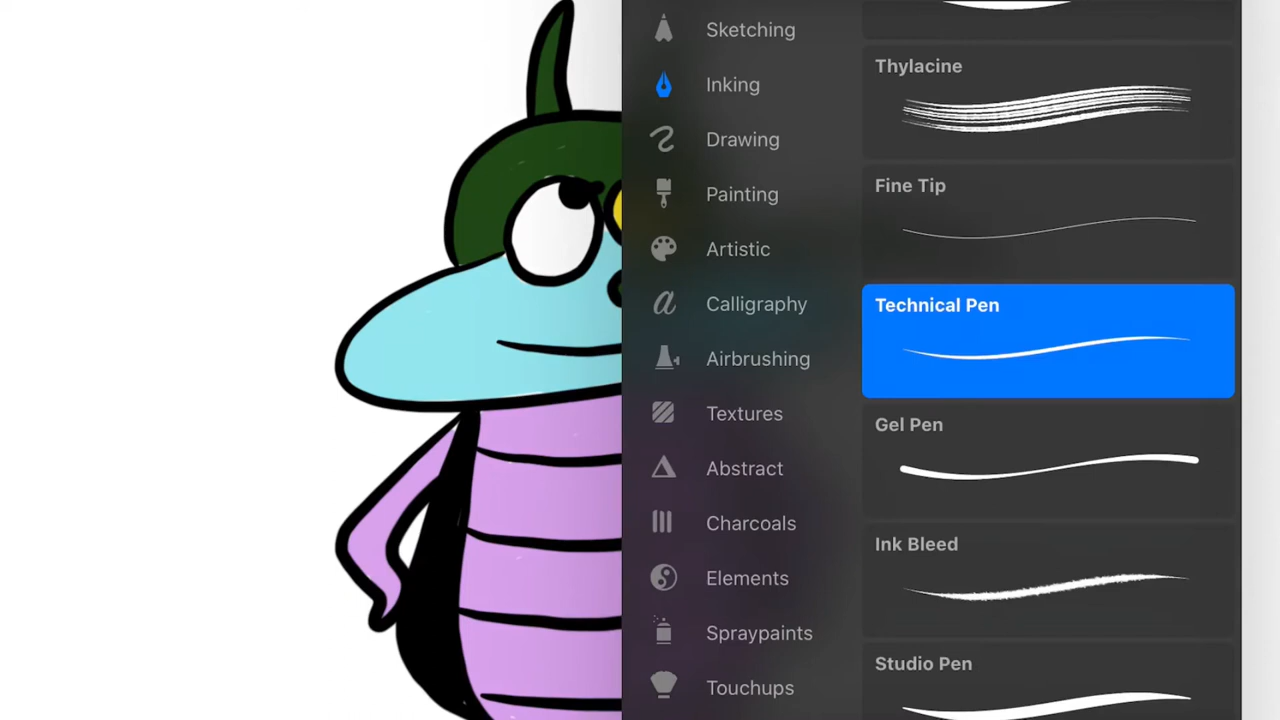 Sketching
Inking
Drawing
Painting
Artistic
Calligraphy
Airbrushing
Textures
Abstract
Charcoals
Elements
Spraypaints
Touchups
Thylacine
Fine Tip
Technical Pen
Gel Pen
Ink Bleed
Studio Pen